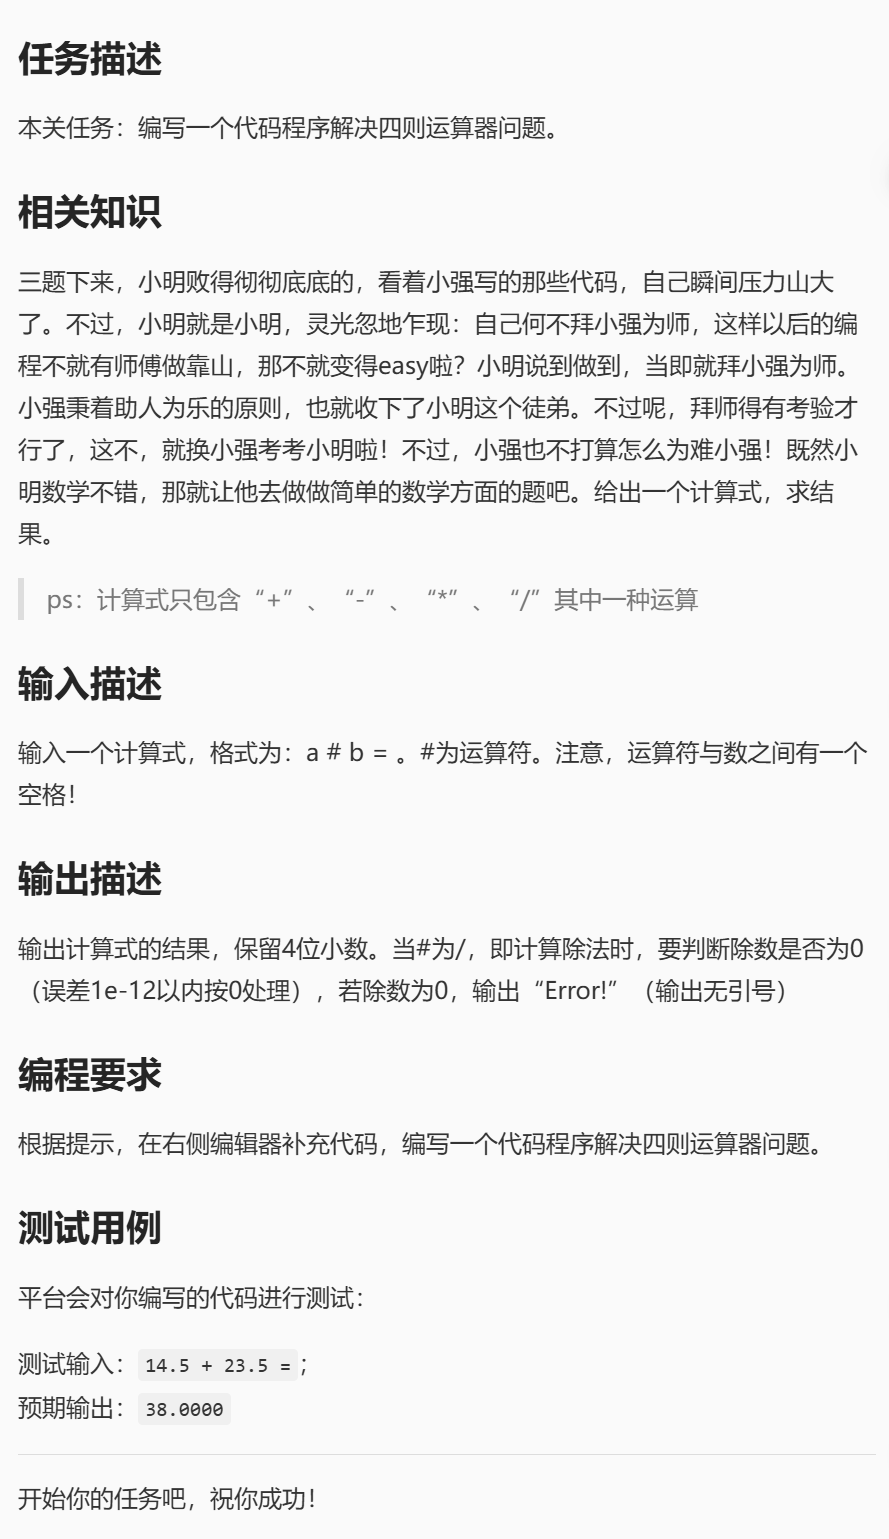 任务描述
本关任务：编写一个代码程序解决四则运算器问题。
相关知识
三题下来，小明败得彻彻底底的，看着小强写的那些代码，自己瞬间压力山大
了。不过，小明就是小明，灵光忽地乍现：自己何不拜小强为师，这样以后的编
程不就有师傅做靠山，那不就变得easy啦？小明说到做到，当即就拜小强为师。
小强秉着助人为乐的原则，也就收下了小明这个徒弟。不过呢，拜师得有考验才
行了，这不，就换小强考考小明啦！不过，小强也不打算怎么为难小强！既然小
明数学不错，那就让他去做做简单的数学方面的题吧。给出一个计算式，求结
果。
ps：计算式只包含“+”、“-”、“*”、“/”其中一种运算
输入描述
输入一个计算式，格式为：a # b = 。#为运算符。注意，运算符与数之间有一个
空格！
输出描述
输出计算式的结果，保留4位小数。当#为/，即计算除法时，要判断除数是否为0
（误差1e-12以内按0处理），若除数为0，输出“Error!”（输出无引号）
编程要求
根据提示，在右侧编辑器补充代码，编写一个代码程序解决四则运算器问题。
测试用例
平台会对你编写的代码进行测试：
测试输入：14.5 + 23.5 =；
预期输出：38.0000
开始你的任务吧，祝你成功！